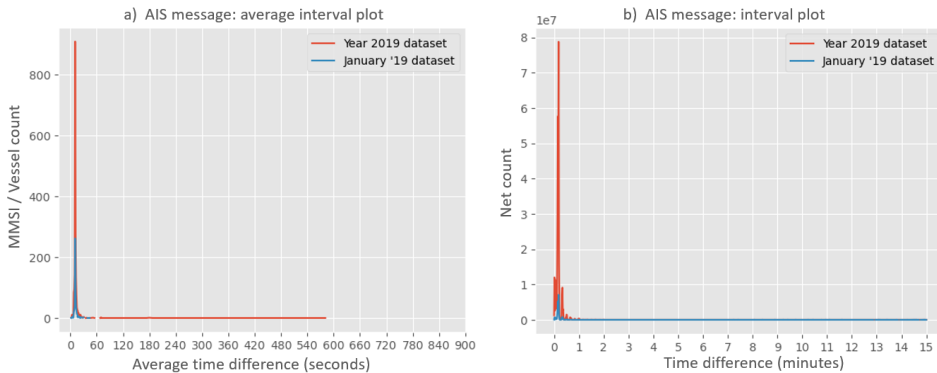 a) AIS message: average interval plot
Year 2019 dataset
January '19 dataset
MMSI / Vessel count
800
600
400
200
0
0 60 120 180 240 300 360 420 480 540 600 660 720 780 840 900
Average time difference (seconds)
b) AIS message: interval plot
1e7
Year 2019 dataset
January '19 dataset
Net count
8
7
6
5
4
3
2
1
0
0 1 2 3 4 5 6 7 8 9 10 11 12 13 14 15
Time difference (minutes)